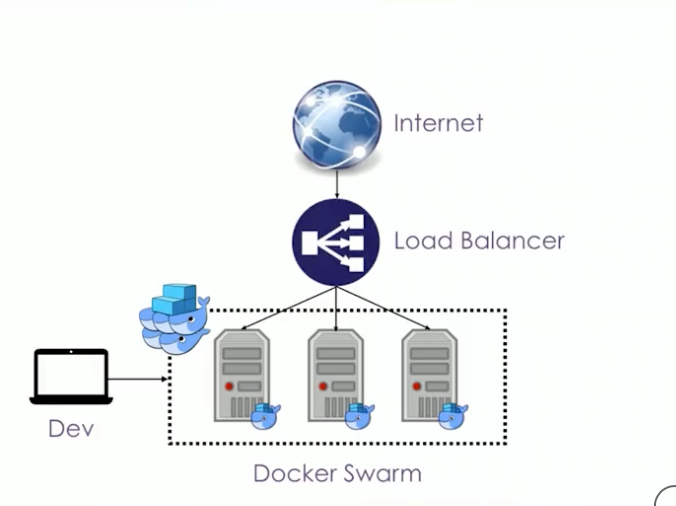 Internet
Load Balancer
Dev
Docker Swarm